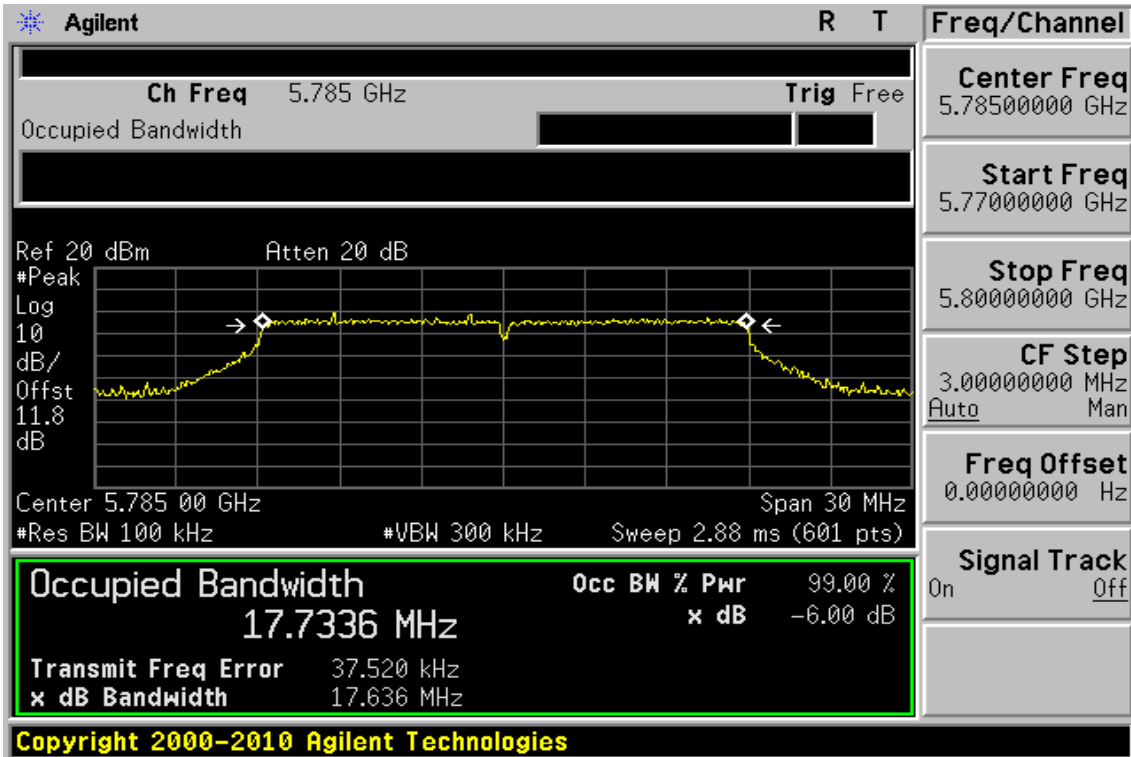 Agilent R T
Ch Freq 5.785 GHz Trig Free
Occupied Bandwidth
Ref 20 dBm Atten 20 dB
#Peak
Log
10
dB/
Offst
11.8
dB
Center 5.785 00 GHz Span 30 MHz
#Res BW 100 kHz #VBW 300 kHz Sweep 2.88 ms (601 pts)
Occupied Bandwidth Occ BW % Pwr 99.00 %
17.7336 MHz x dB -6.00 dB
Transmit Freq Error 37.520 kHz
x dB Bandwidth 17.636 MHz
Copyright 2000-2010 Agilent Technologies
Freq/Channel
Center Freq
5.78500000 GHz
Start Freq
5.77000000 GHz
Stop Freq
5.80000000 GHz
CF Step
3.00000000 MHz
Auto Man
Freq Offset
0.00000000 Hz
Signal Track
On Off